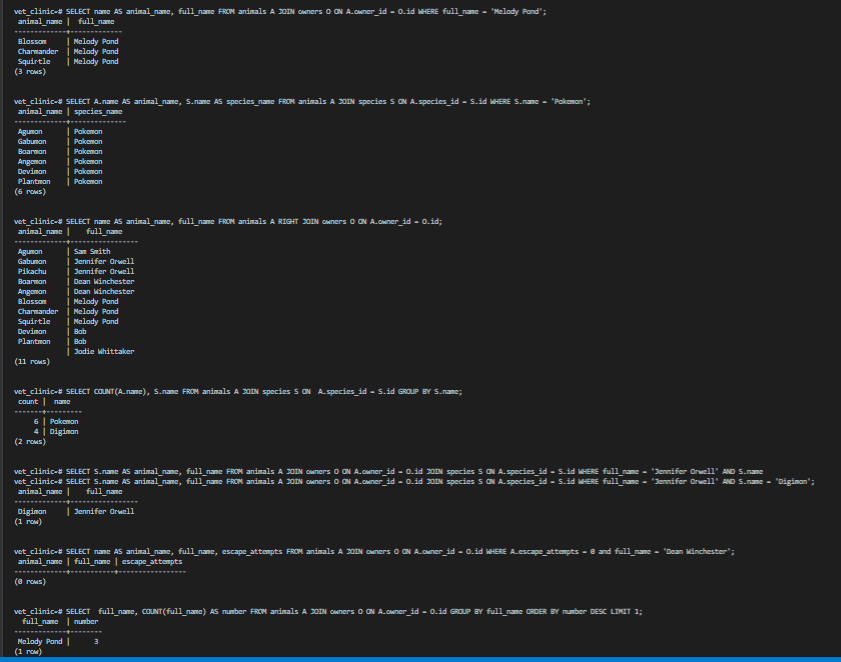 vet_clinic=# SELECT name AS animal_name, full_name FROM animals A JOIN owners O ON A.owner_id = O.id WHERE full_name = 'Melody Pond';
 animal_name |  full_name
-------------+-------------
 Blossom     | Melody Pond
 Charmander  | Melody Pond
 Squirtle    | Melody Pond
(3 rows)

vet_clinic=# SELECT A.name AS animal_name, S.name AS species_name FROM animals A JOIN species S ON A.species_id = S.id WHERE S.name = 'Pokemon';
 animal_name | species_name
-------------+--------------
 Agumon      | Pokemon
 Gabumon     | Pokemon
 Boarmon     | Pokemon
 Angemon     | Pokemon
 Devimon     | Pokemon
 Plantmon    | Pokemon
(6 rows)

vet_clinic=# SELECT name AS animal_name, full_name FROM animals A RIGHT JOIN owners O ON A.owner_id = O.id;
 animal_name |    full_name
-------------+-----------------
 Agumon      | Sam Smith
 Gabumon     | Jennifer Orwell
 Pikachu     | Jennifer Orwell
 Boarmon     | Dean Winchester
 Angemon     | Dean Winchester
 Blossom     | Melody Pond
 Charmander  | Melody Pond
 Squirtle    | Melody Pond
 Devimon     | Bob
 Plantmon    | Bob
             | Jodie Whittaker
(11 rows)

vet_clinic=# SELECT COUNT(A.name), S.name FROM animals A JOIN species S ON  A.species_id = S.id GROUP BY S.name;
 count |  name
-------+---------
     6 | Pokemon
     4 | Digimon
(2 rows)

vet_clinic=# SELECT S.name AS animal_name, full_name FROM animals A JOIN owners O ON A.owner_id = O.id JOIN species S ON A.species_id = S.id WHERE full_name = 'Jennifer Orwell' AND S.name
vet_clinic=# SELECT S.name AS animal_name, full_name FROM animals A JOIN owners O ON A.owner_id = O.id JOIN species S ON A.species_id = S.id WHERE full_name = 'Jennifer Orwell' AND S.name = 'Digimon';
 animal_name |    full_name
-------------+-----------------
 Digimon     | Jennifer Orwell
(1 row)

vet_clinic=# SELECT name AS animal_name, full_name, escape_attempts FROM animals A JOIN owners O ON A.owner_id = O.id WHERE A.escape_attempts = 0 and full_name = 'Dean Winchester';
 animal_name | full_name | escape_attempts
-------------+-----------+-----------------
(0 rows)

vet_clinic=# SELECT  full_name, COUNT(full_name) AS number FROM animals A JOIN owners O ON A.owner_id = O.id GROUP BY full_name ORDER BY number DESC LIMIT 1;
  full_name  | number
-------------+--------
 Melody Pond |      3
(1 row)